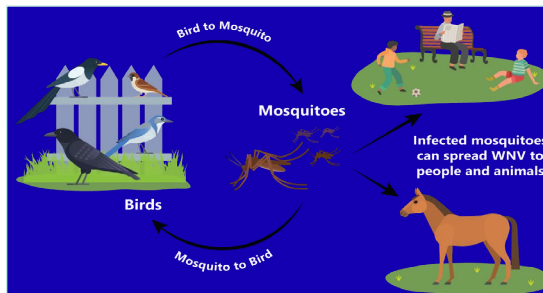 Bird to Mosquito
Mosquitoes
Infected mosquitoes
can spread WNV to
people and animals
Birds
Mosquito to Bird